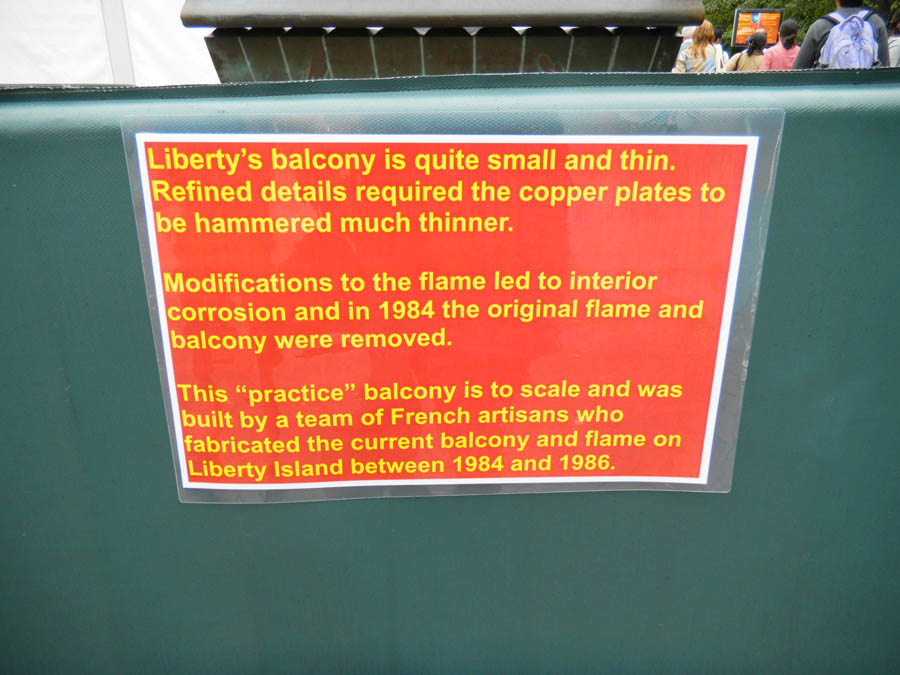 Liberty's balcony is quite small and thin.
Refined details required the copper plates to
be hammered much thinner.
Modifications to the flame led to interior
corrosion and in 1984 the original flame and
balcony were removed.
This “practice” balcony is to scale and was
built by a team of French artisans who
fabricated the current balcony and flame on
Liberty Island between 1984 and 1986.